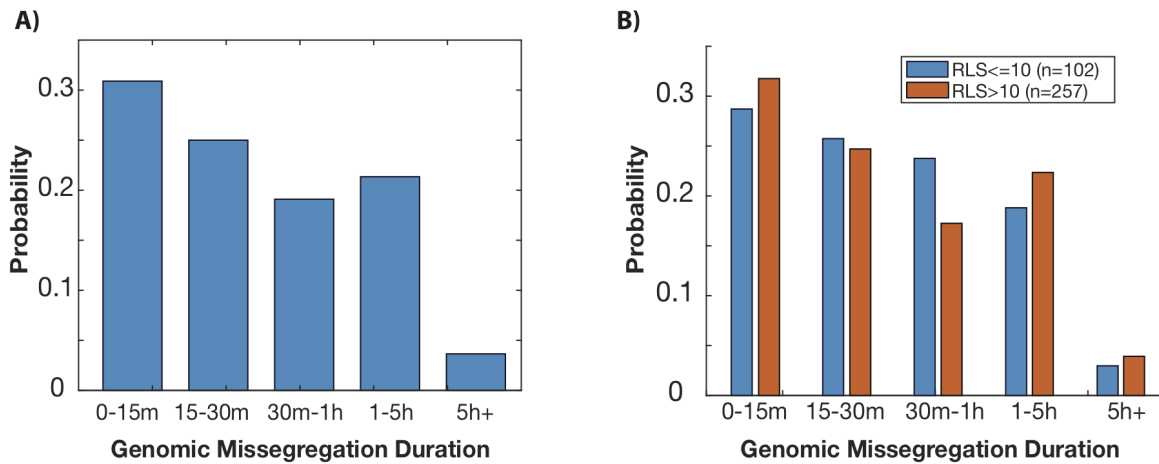 A)
0.3
0.2
0.1
0
Probability
0-15m 15-30m 30m-1h 1-5h 5h+
Genomic Missegregation Duration
B)
RLS<=10 (n=102)
RLS>10 (n=257)
0.3
0.2
0.1
0
Probability
0-15m 15-30m 30m-1h 1-5h 5h+
Genomic Missegregation Duration